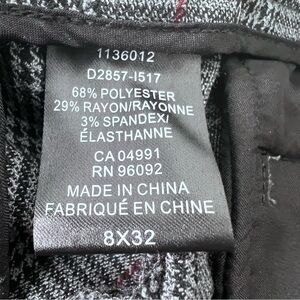 1136012
D2857-I517
68% POLYESTER
29% RAYON/RAYONNE
3% SPANDEX/
ÉLASTHANNE
CA 04991
RN 96092
MADE IN CHINA
FABRIQUÉ EN CHINE
8X32